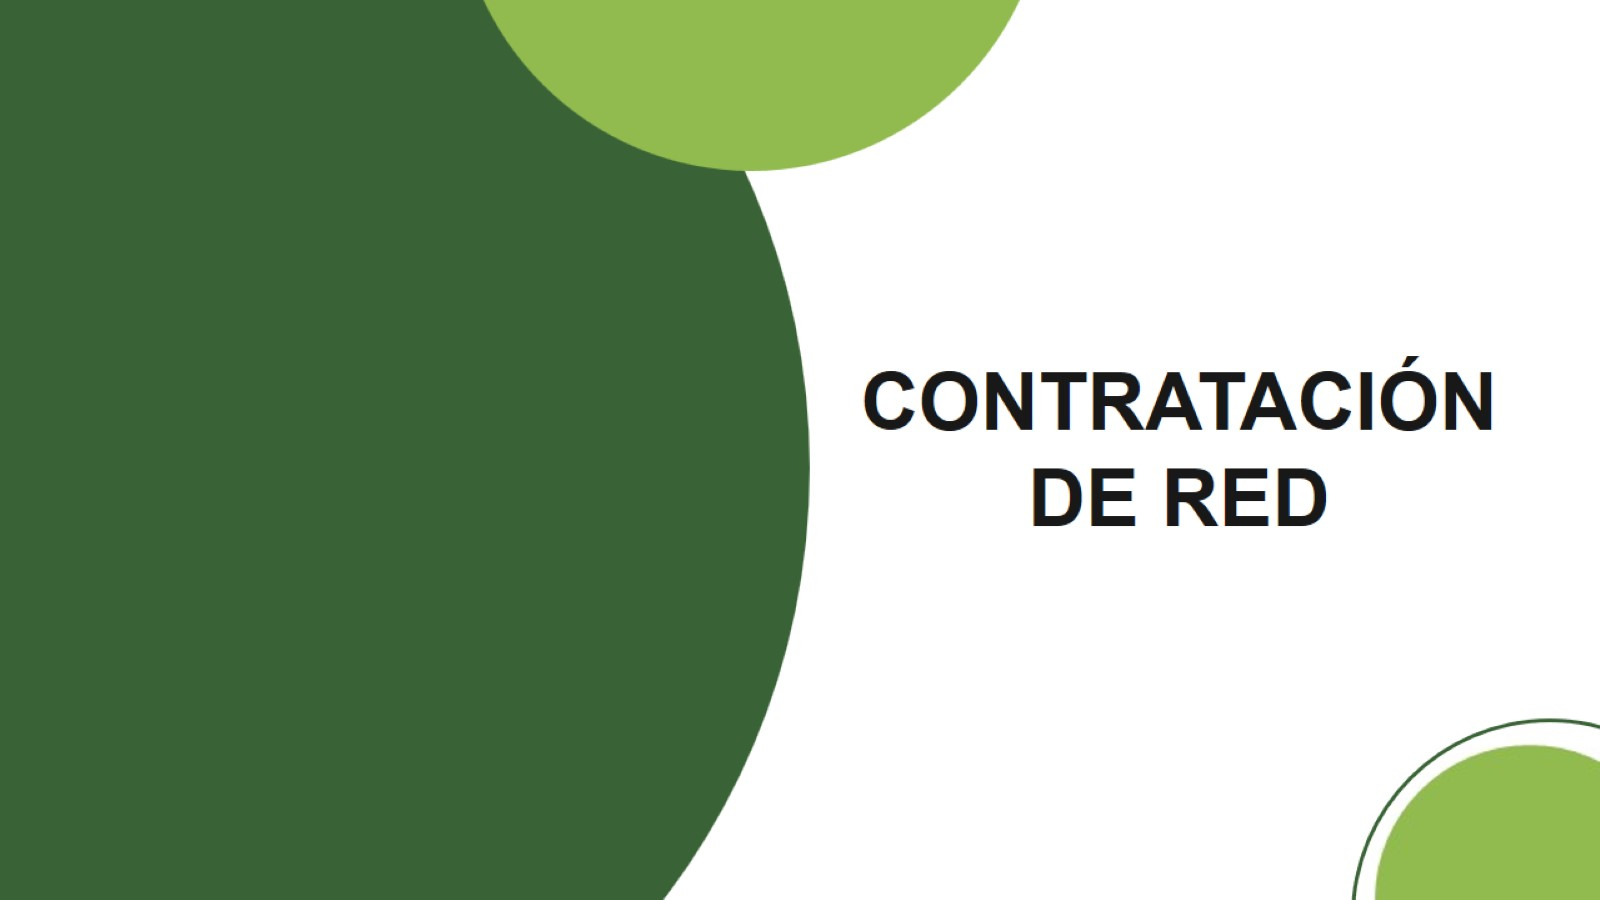 CONTRATACIÓN
DE RED